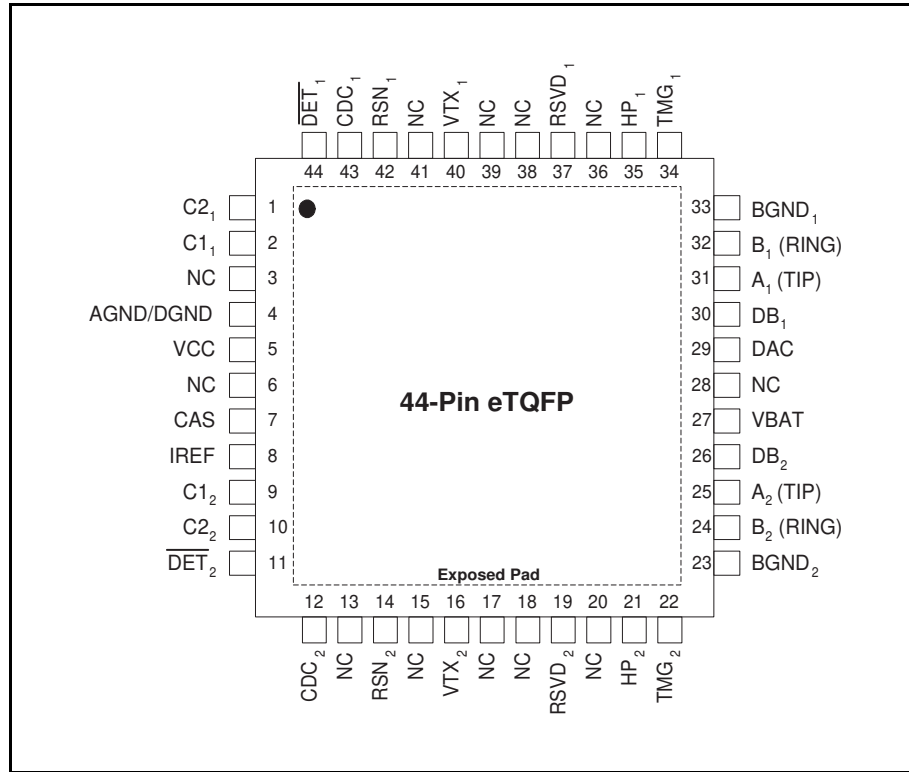 DET₁ CDC₁ RSN₁ NC VTX₁ NC NC RSVD₁ NC HP₁ TMG₁
44 43 42 41 40 39 38 37 36 35 34
C2₁ 1
C1₁ 2
NC 3
AGND/DGND 4
VCC 5
NC 6
CAS 7
IREF 8
C1₂ 9
C2₂ 10
DET₂ 11
44-Pin eTQFP
33 BGND₁
32 B₁ (RING)
31 A₁ (TIP)
30 DB₁
29 DAC
28 NC
27 VBAT
26 DB₂
25 A₂ (TIP)
24 B₂ (RING)
23 BGND₂
Exposed Pad
12 13 14 15 16 17 18 19 20 21 22
CDC₂ NC RSN₂ NC VTX₂ NC NC RSVD₂ NC HP₂ TMG₂